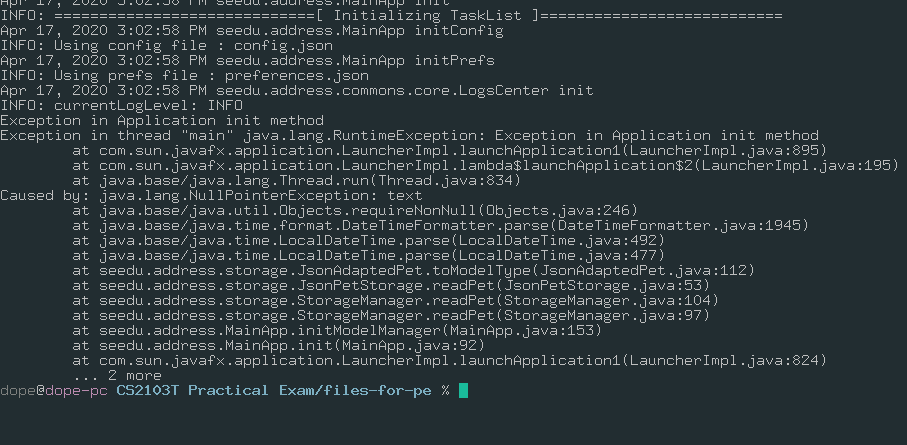 Apr 17, 2020 3:02:58 PM seedu.address.MainApp init
INFO: =============================[ Initializing TaskList ]===========================
Apr 17, 2020 3:02:58 PM seedu.address.MainApp initConfig
INFO: Using config file : config.json
Apr 17, 2020 3:02:58 PM seedu.address.MainApp initPrefs
INFO: Using prefs file : preferences.json
Apr 17, 2020 3:02:58 PM seedu.address.commons.core.LogsCenter init
INFO: currentLogLevel: INFO
Exception in Application init method
Exception in thread "main" java.lang.RuntimeException: Exception in Application init method
        at com.sun.javafx.application.LauncherImpl.launchApplication1(LauncherImpl.java:895)
        at com.sun.javafx.application.LauncherImpl.lambda$launchApplication$2(LauncherImpl.java:195)
        at java.base/java.lang.Thread.run(Thread.java:834)
Caused by: java.lang.NullPointerException: text
        at java.base/java.util.Objects.requireNonNull(Objects.java:246)
        at java.base/java.time.format.DateTimeFormatter.parse(DateTimeFormatter.java:1945)
        at java.base/java.time.LocalDateTime.parse(LocalDateTime.java:492)
        at java.base/java.time.LocalDateTime.parse(LocalDateTime.java:477)
        at seedu.address.storage.JsonAdaptedPet.toModelType(JsonAdaptedPet.java:112)
        at seedu.address.storage.JsonPetStorage.readPet(JsonPetStorage.java:53)
        at seedu.address.storage.StorageManager.readPet(StorageManager.java:104)
        at seedu.address.storage.StorageManager.readPet(StorageManager.java:97)
        at seedu.address.MainApp.initModelManager(MainApp.java:153)
        at seedu.address.MainApp.init(MainApp.java:92)
        at com.sun.javafx.application.LauncherImpl.launchApplication1(LauncherImpl.java:824)
        ... 2 more
dope@dope-pc CS2103T Practical Exam/files-for-pe %